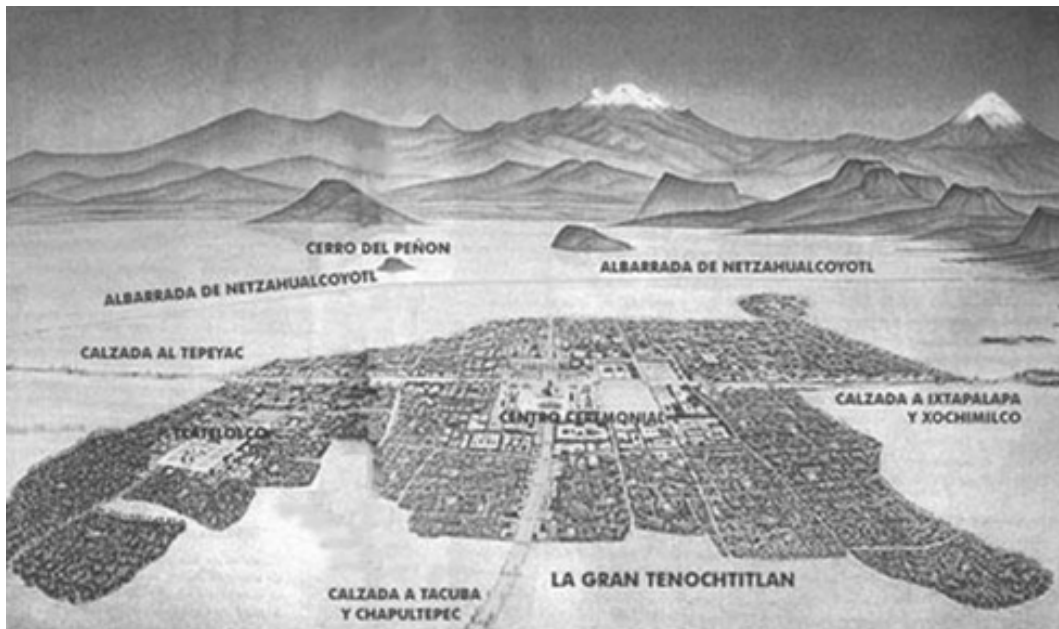 CERRO DEL PEÑON
ALBARRADA DE NETZAHUALCOYOTL
ALBARRADA DE NETZAHUALCOYOTL
CALZADA AL TEPEYAC
CALZADA A IXTAPALAPA
Y XOCHIMILCO
CENTRO CEREMONIAL
TLATELOLCO
LA GRAN TENOCHTITLAN
CALZADA A TACUBA
Y CHAPULTEPEC